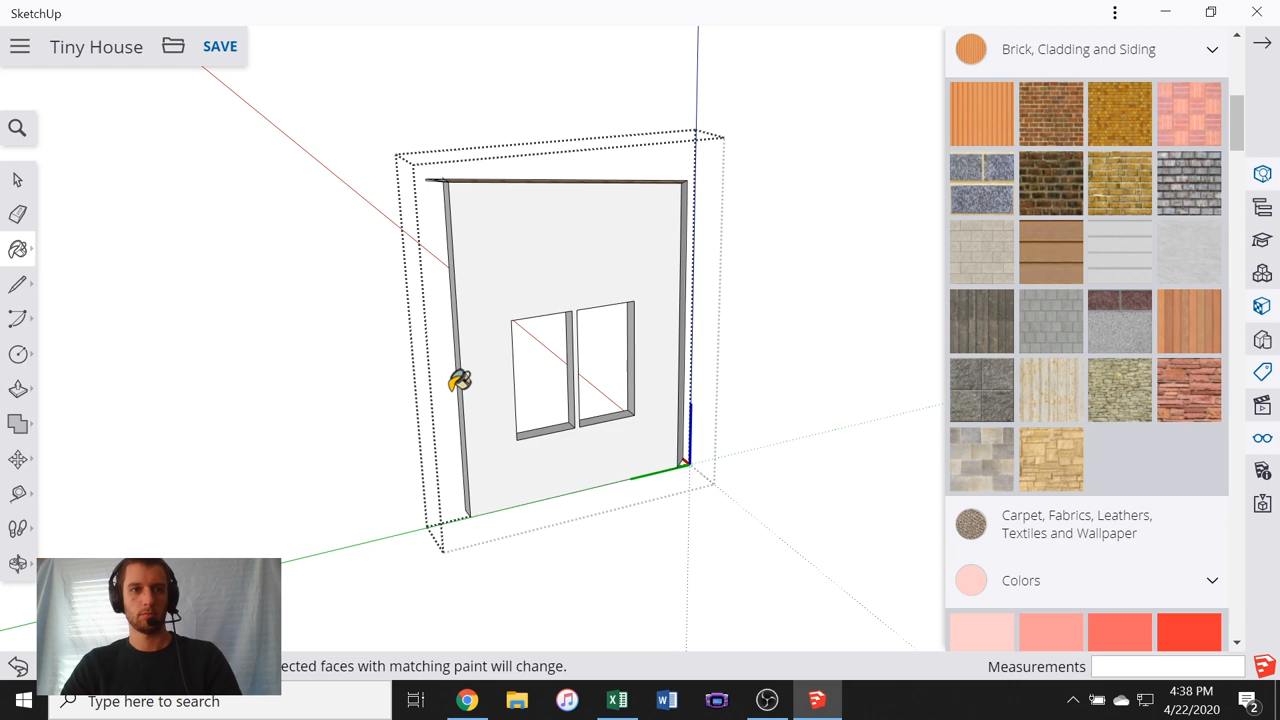 SketchUp
Tiny House
SAVE
Brick, Cladding and Siding
Carpet, Fabrics, Leathers,
Textiles and Wallpaper
Colors
ected faces with matching paint will change.
Measurements
Type here to search
4:38 PM
4/22/2020
2